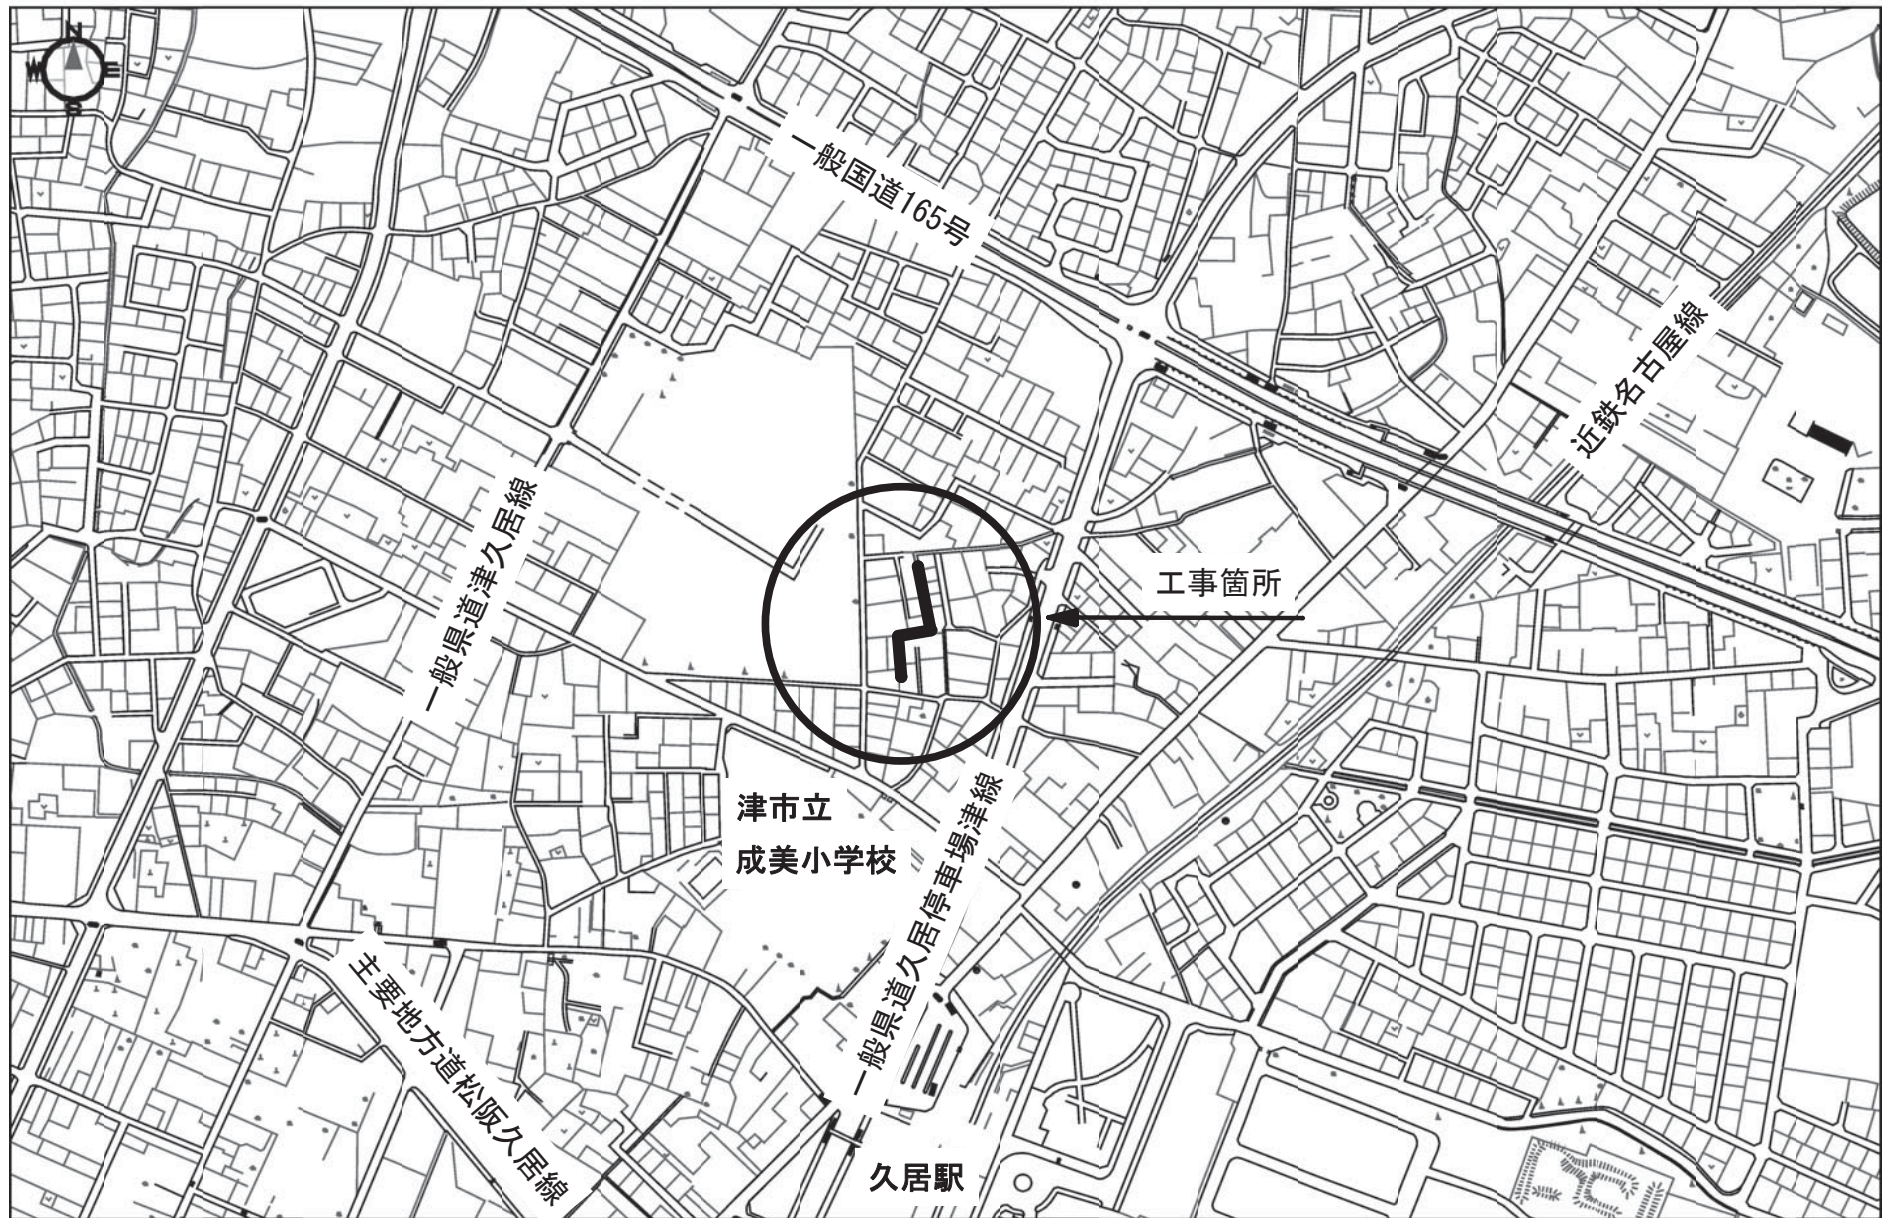 N
W
E
S
一般国道165号
近鉄名古屋線
一般県道津久居線
工事箇所
津市立
成美小学校
一般県道久居停車場津線
主要地方道松阪久居線
久居駅